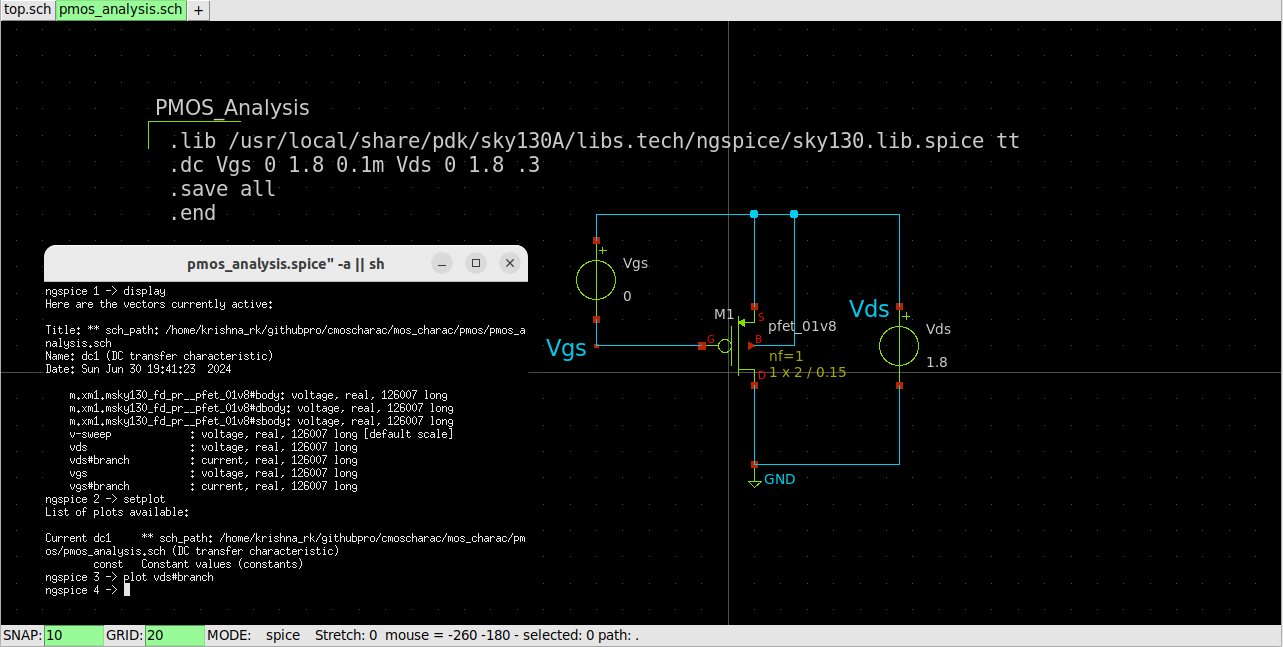 top.sch pmos_analysis.sch +
PMOS_Analysis
.lib /usr/local/share/pdk/sky130A/libs.tech/ngspice/sky130.lib.spice tt
.dc Vgs 0 1.8 0.1m Vds 0 1.8 .3
.save all
.end
pmos_analysis.spice" -a || sh
ngspice 1 -> display
Here are the vectors currently active:
Title: ** sch_path: /home/krishna_rk/githubpro/cmoscharac/mos_charac/pmos/pmos_a
nalysis.sch
Name: dc1 (DC transfer characteristic)
Date: Sun Jun 30 19:41:23  2024
m.xm1.msky130_fd_pr__pfet_01v8#body: voltage, real, 126007 long
m.xm1.msky130_fd_pr__pfet_01v8#dbody: voltage, real, 126007 long
m.xm1.msky130_fd_pr__pfet_01v8#sbody: voltage, real, 126007 long
v-sweep : voltage, real, 126007 long [default scale]
vds : voltage, real, 126007 long
vds#branch : current, real, 126007 long
vgs : voltage, real, 126007 long
vgs#branch : current, real, 126007 long
ngspice 2 -> setplot
List of plots available:
Current dc1 ** sch_path: /home/krishna_rk/githubpro/cmoscharac/mos_charac/pm
os/pmos_analysis.sch (DC transfer characteristic)
const Constant values (constants)
ngspice 3 -> plot vds#branch
ngspice 4 ->
+
Vgs
0
Vgs
M1
S
G
B
D
pfet_01v8
nf=1
1 x 2 / 0.15
Vds
+
Vds
1.8
GND
SNAP: 10 GRID: 20 MODE: spice Stretch: 0 mouse = -260 -180 - selected: 0 path: .